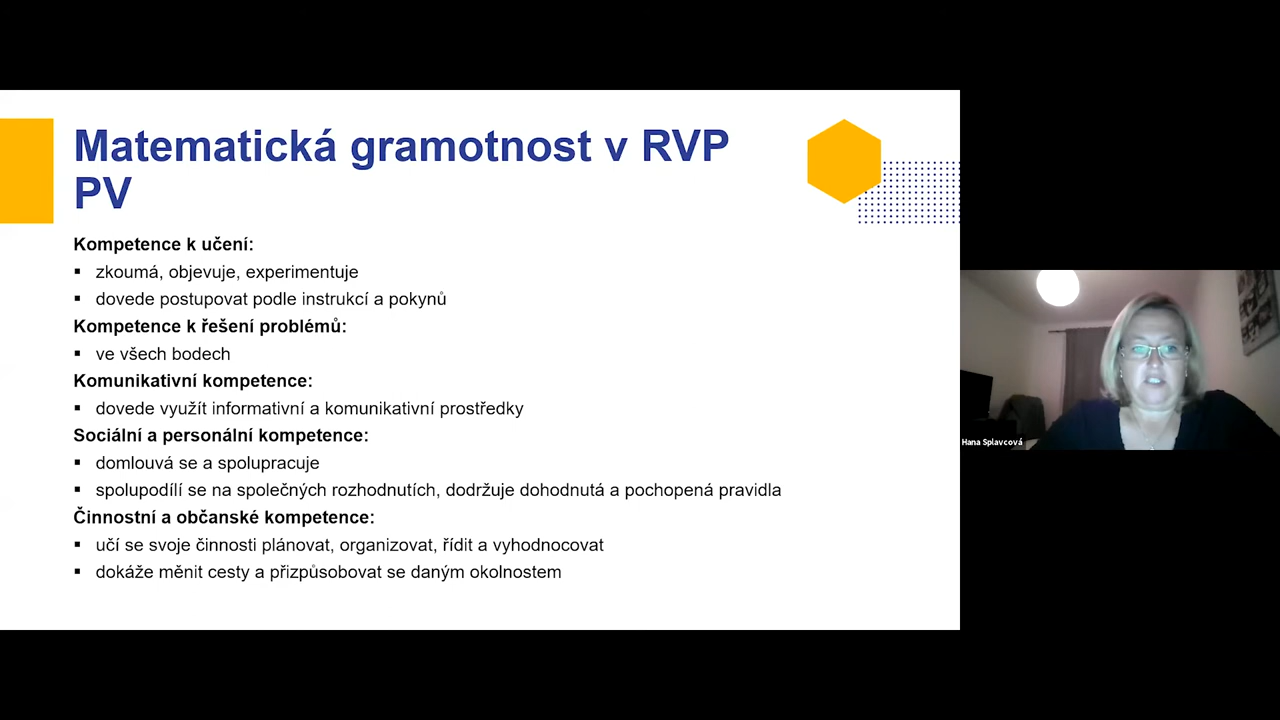 Matematická gramotnost v RVP
PV
Kompetence k učení:
▪ zkoumá, objevuje, experimentuje
▪ dovede postupovat podle instrukcí a pokynů
Kompetence k řešení problémů:
▪ ve všech bodech
Komunikativní kompetence:
▪ dovede využít informativní a komunikativní prostředky
Sociální a personální kompetence:
▪ domlouvá se a spolupracuje
▪ spolupodílí se na společných rozhodnutích, dodržuje dohodnutá a pochopená pravidla
Činnostní a občanské kompetence:
▪ učí se svoje činnosti plánovat, organizovat, řídit a vyhodnocovat
▪ dokáže měnit cesty a přizpůsobovat se daným okolnostem
Hana Splavcová